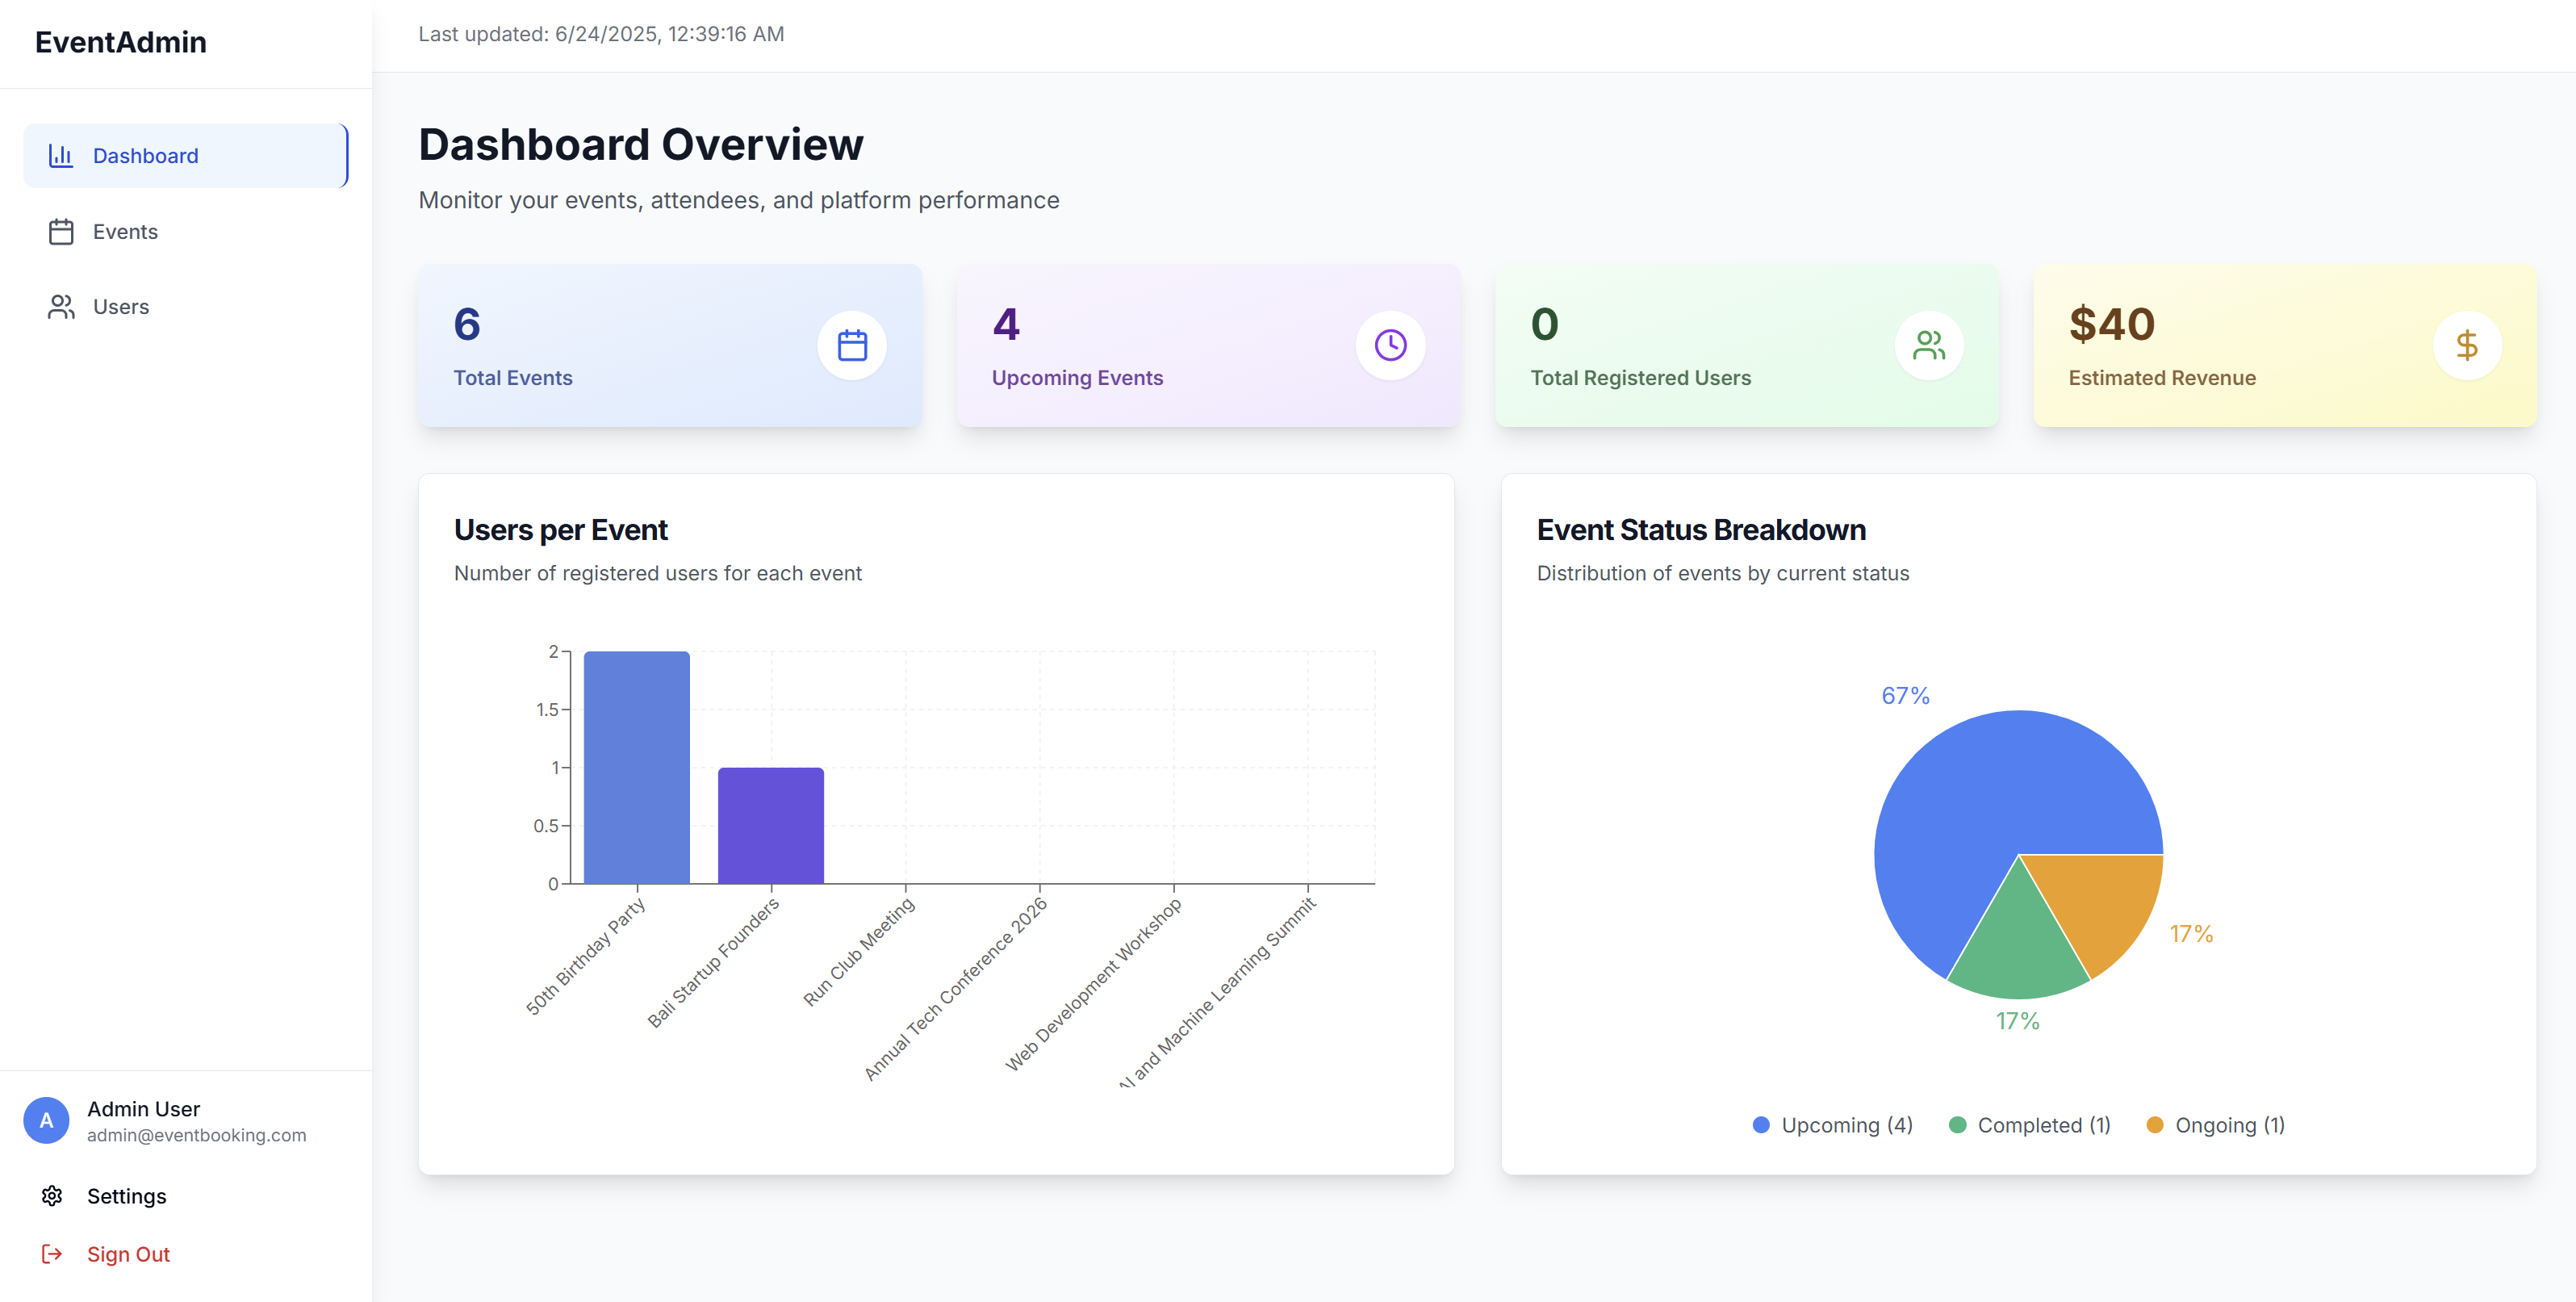 EventAdmin
Dashboard
Events
Users
Admin User
admin@eventbooking.com
A
Settings
Sign Out
Last updated: 6/24/2025, 12:39:16 AM
Dashboard Overview
Monitor your events, attendees, and platform performance
6
Total Events
4
Upcoming Events
0
Total Registered Users
$40
Estimated Revenue
Users per Event
Number of registered users for each event
2
1.5
1
0.5
0
50th Birthday Party
Bali Startup Founders
Run Club Meeting
Annual Tech Conference 2026
Web Development Workshop
AI and Machine Learning Summit
Event Status Breakdown
Distribution of events by current status
67%
17%
17%
Upcoming (4)
Completed (1)
Ongoing (1)